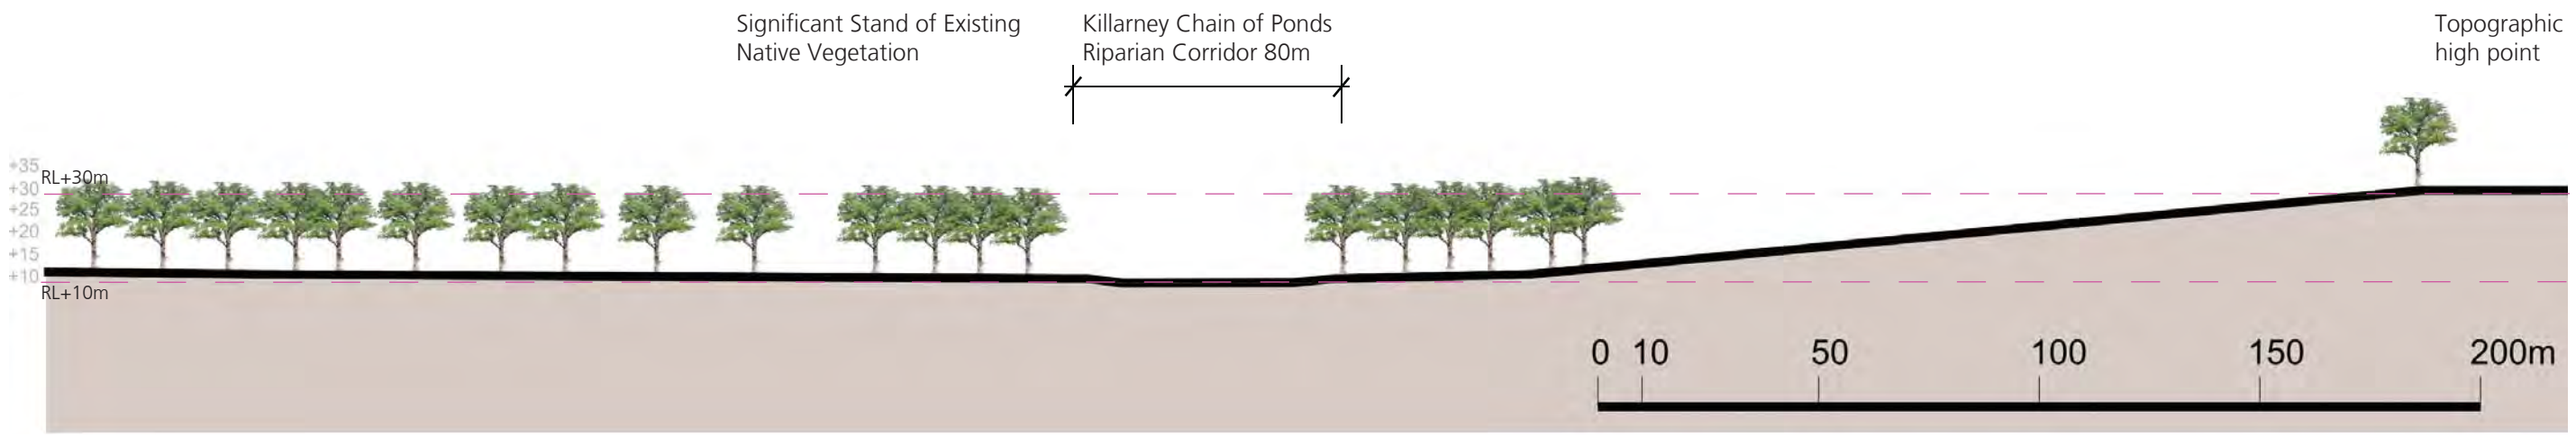 Significant Stand of Existing
Native Vegetation
Killarney Chain of Ponds
Riparian Corridor 80m
Topographic
high point
+35
RL+30m
+30
+25
+20
+15
+10
RL+10m
0 10 50 100 150 200m